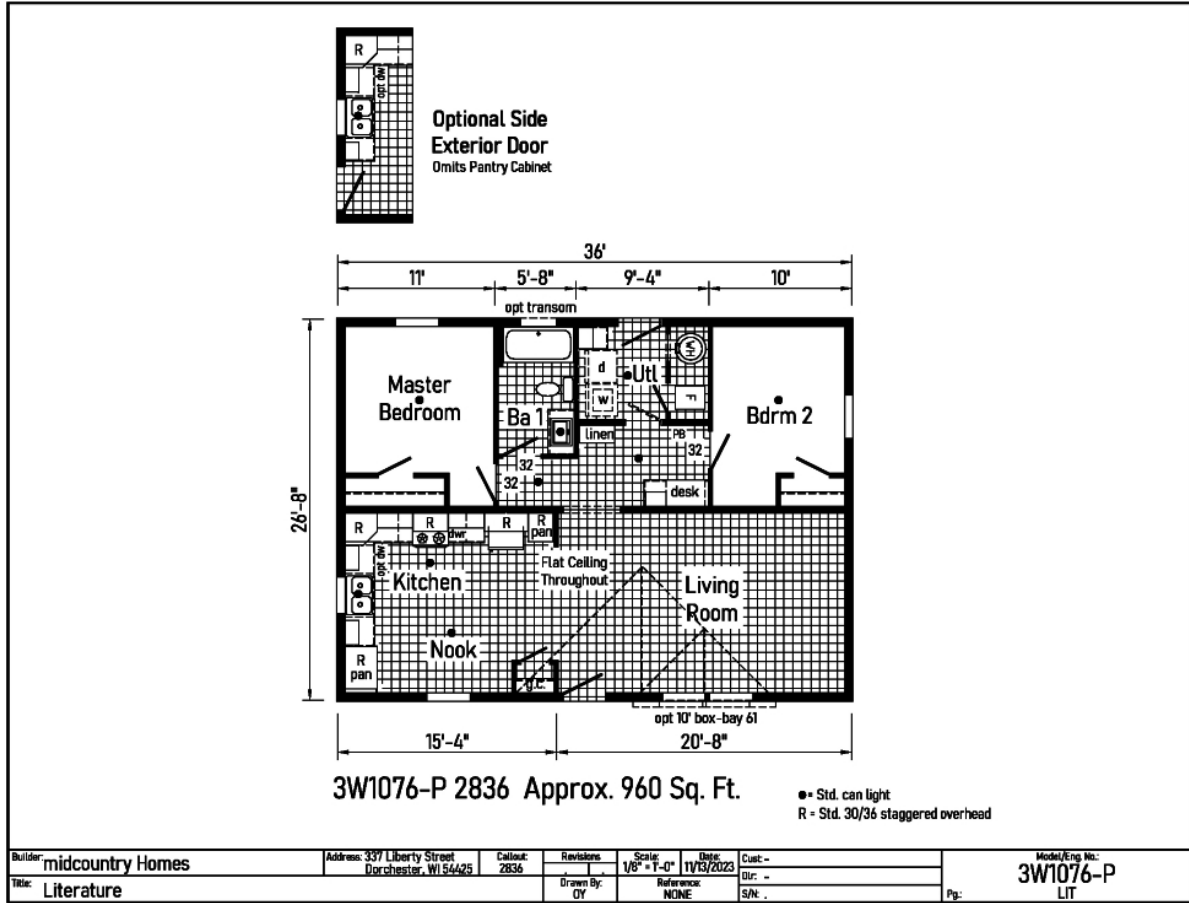 R
opt dw
Optional Side
Exterior Door
Omits Pantry Cabinet
36'
11'
5'-8"
9'-4"
10'
opt transom
26'-8"
Master
Bedroom
Ba 1
d
w
Utl
WH
F
Bdrm 2
linen
PB
32
32
32
desk
R
R
dwr
R
R
pan
opt dw
Kitchen
Flat Ceiling
Throughout
Living
Room
Nook
R
pan
g.c.
opt 10' box-bay 61
15'-4"
20'-8"
3W1076-P 2836 Approx. 960 Sq. Ft.
●= Std. can light
R = Std. 30/36 staggered overhead
Builder: midcountry Homes
Address: 337 Liberty Street
Dorchester, WI 54425
Callout:
2836
Revisions
Scale:
1/8" = 1'-0"
Date:
11/13/2023
Cust: -
Dlr: -
S/N: .
Model/Eng. No.:
3W1076-P
LIT
Pg.:
Title: Literature
Drawn By:
OY
Reference:
NONE